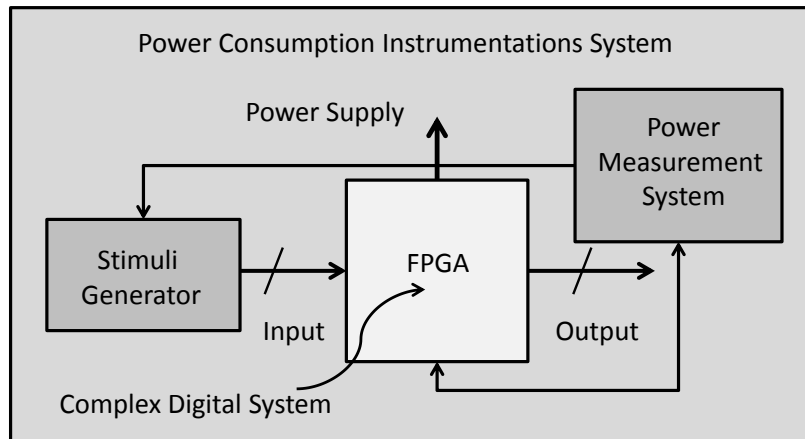 Power Consumption Instrumentations System
Power Supply
Power
Measurement
System
Stimuli
Generator
FPGA
Input
Output
Complex Digital System